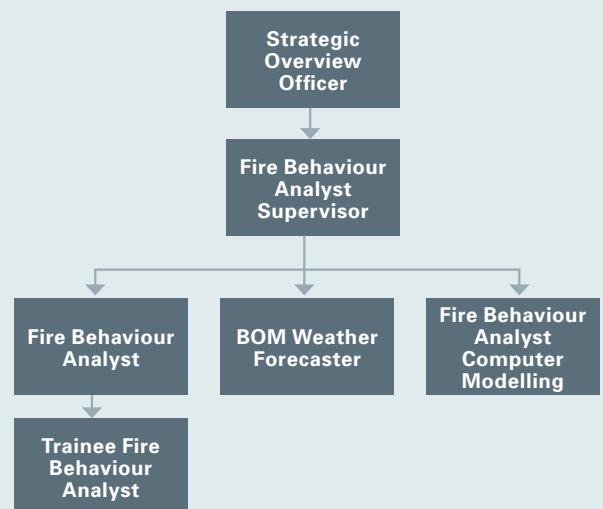 Strategic
Overview
Officer
Fire Behaviour
Analyst
Supervisor
Fire Behaviour
Analyst
BOM Weather
Forecaster
Fire Behaviour
Analyst
Computer
Modelling
Trainee Fire
Behaviour
Analyst